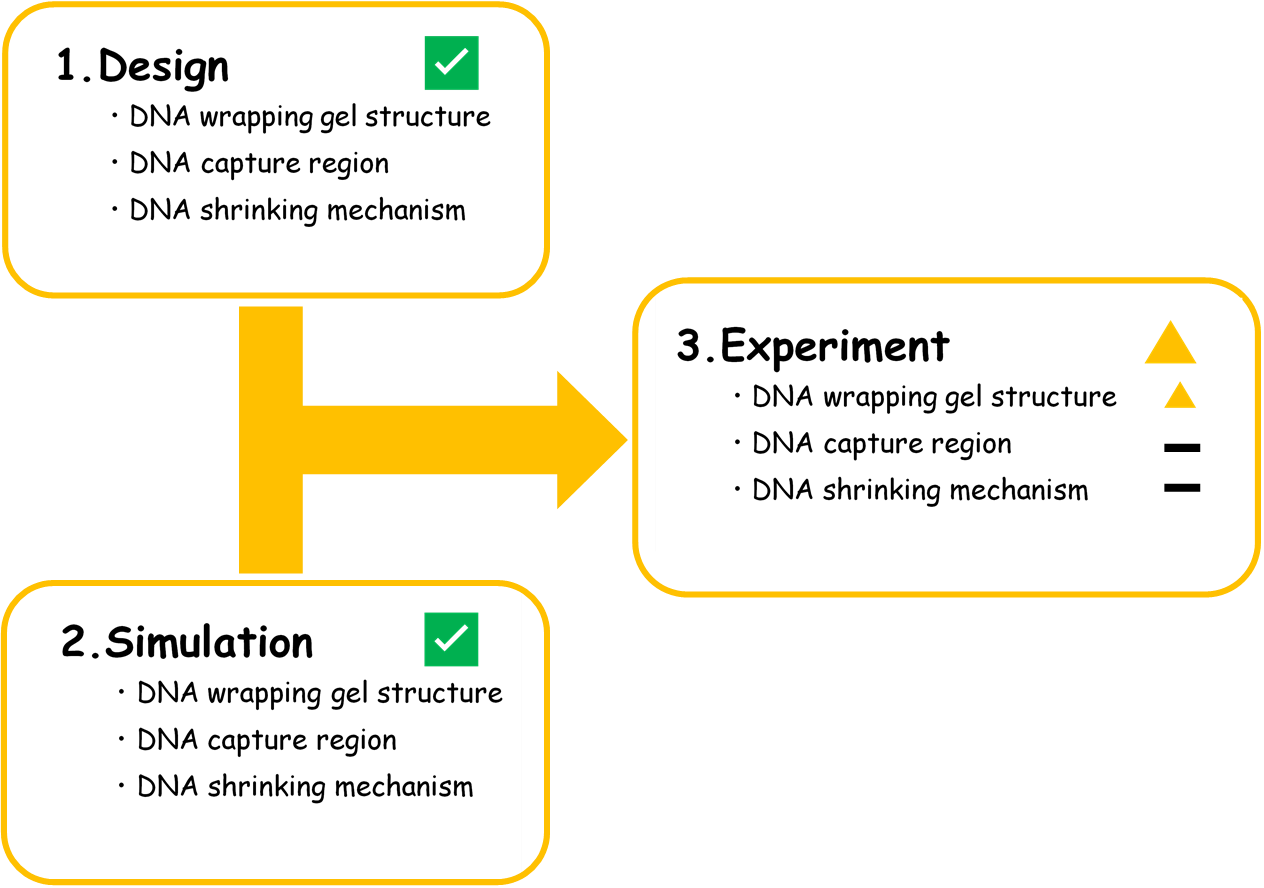 1.Design
・DNA wrapping gel structure
・DNA capture region
・DNA shrinking mechanism
3.Experiment
・DNA wrapping gel structure
・DNA capture region
・DNA shrinking mechanism
2.Simulation
・DNA wrapping gel structure
・DNA capture region
・DNA shrinking mechanism